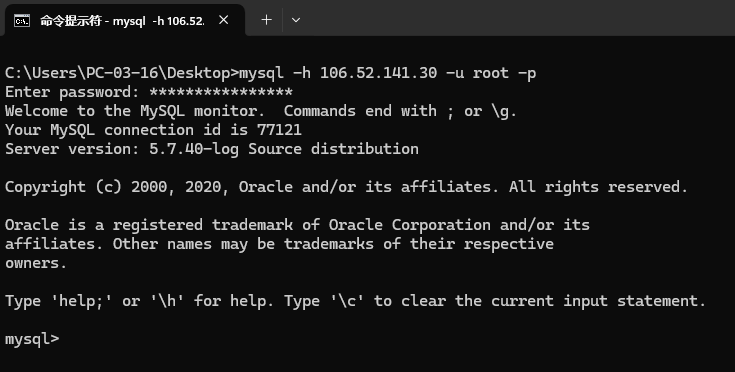 命令提示符 - mysql -h 106.52.
C:\Users\PC-03-16\Desktop>mysql -h 106.52.141.30 -u root -p
Enter password: ****************
Welcome to the MySQL monitor.  Commands end with ; or \g.
Your MySQL connection id is 77121
Server version: 5.7.40-log Source distribution
Copyright (c) 2000, 2020, Oracle and/or its affiliates. All rights reserved.
Oracle is a registered trademark of Oracle Corporation and/or its
affiliates. Other names may be trademarks of their respective
owners.
Type 'help;' or '\h' for help. Type '\c' to clear the current input statement.
mysql>